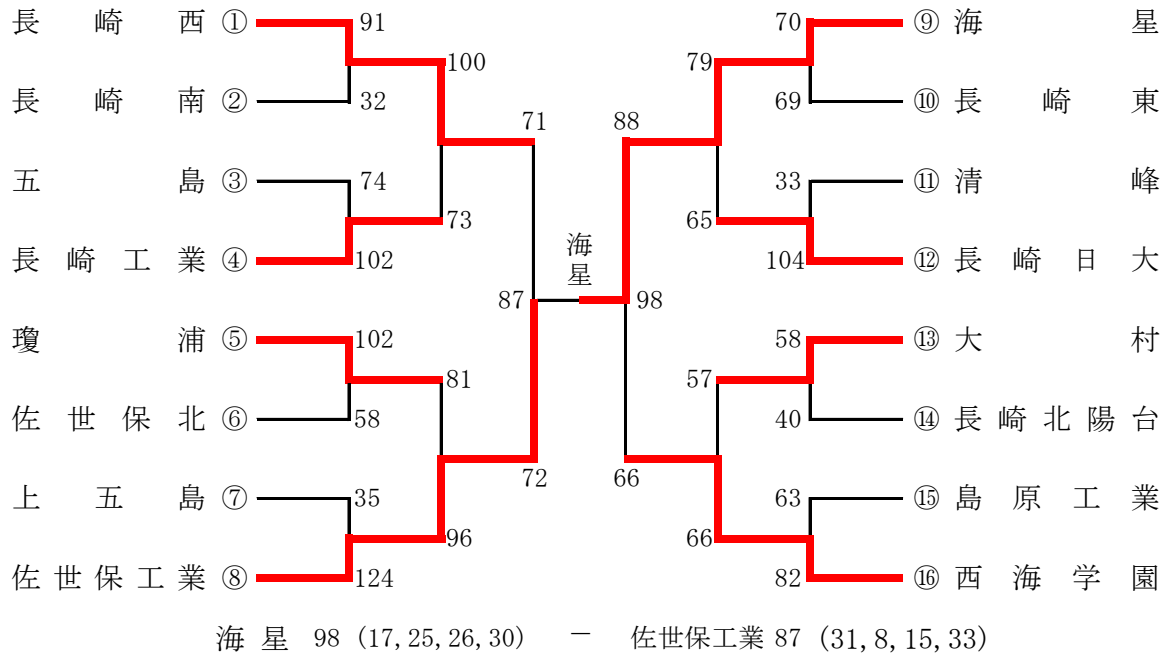 長崎西 ① 91 70 ⑨ 海星
100 79
長崎南 ② 32 69 ⑩ 長崎東
71 88
五島 ③ 74 33 ⑪ 清峰
73 65
長崎工業 ④ 102 104 ⑫ 長崎日大
海星
87 98
瓊浦 ⑤ 102 58 ⑬ 大村
81 57
佐世保北 ⑥ 58 40 ⑭ 長崎北陽台
72 66
上五島 ⑦ 35 63 ⑮ 島原工業
96 66
佐世保工業 ⑧ 124 82 ⑯ 西海学園
海星 98 (17, 25, 26, 30) － 佐世保工業 87 (31, 8, 15, 33)